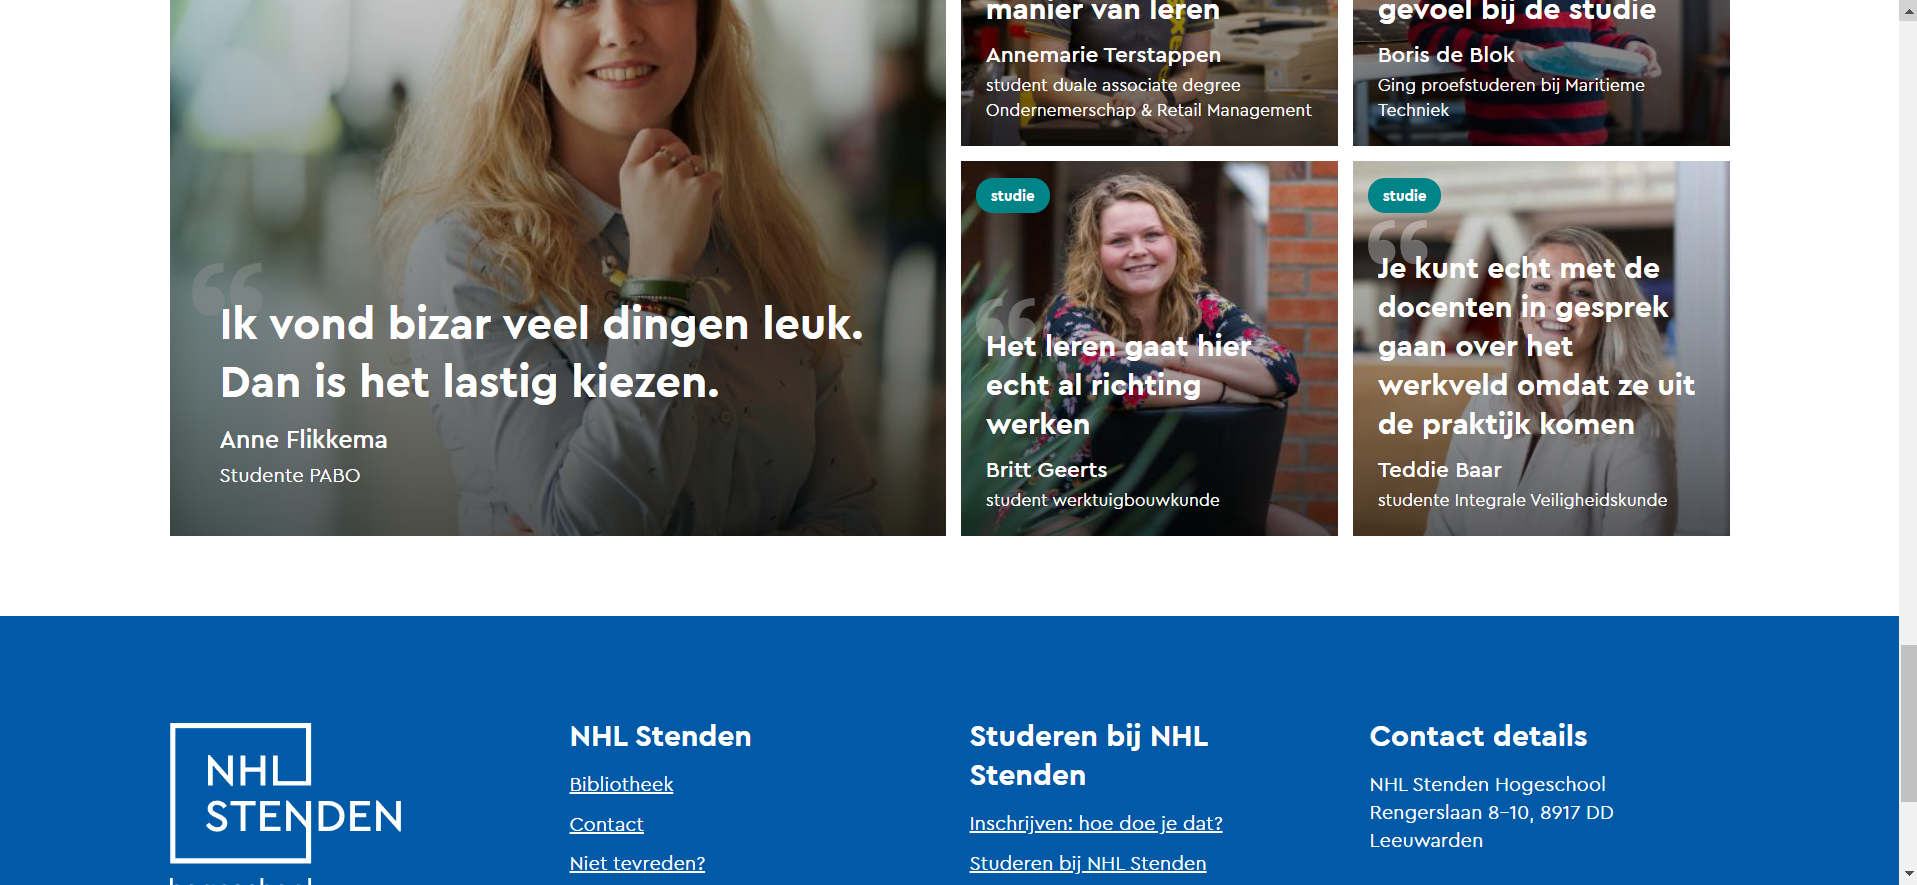 manier van leren
Annemarie Terstappen
student duale associate degree
Ondernemerschap & Retail Management
gevoel bij de studie
Boris de Blok
Ging proefstuderen bij Maritieme
Techniek
Ik vond bizar veel dingen leuk.
Dan is het lastig kiezen.
Anne Flikkema
Studente PABO
studie
Het leren gaat hier
echt al richting
werken
Britt Geerts
student werktuigbouwkunde
studie
Je kunt echt met de
docenten in gesprek
gaan over het
werkveld omdat ze uit
de praktijk komen
Teddie Baar
studente Integrale Veiligheidskunde
NHL
STENDEN
NHL Stenden
Bibliotheek
Contact
Niet tevreden?
Studeren bij NHL
Stenden
Inschrijven: hoe doe je dat?
Studeren bij NHL Stenden
Contact details
NHL Stenden Hogeschool
Rengerslaan 8-10, 8917 DD
Leeuwarden